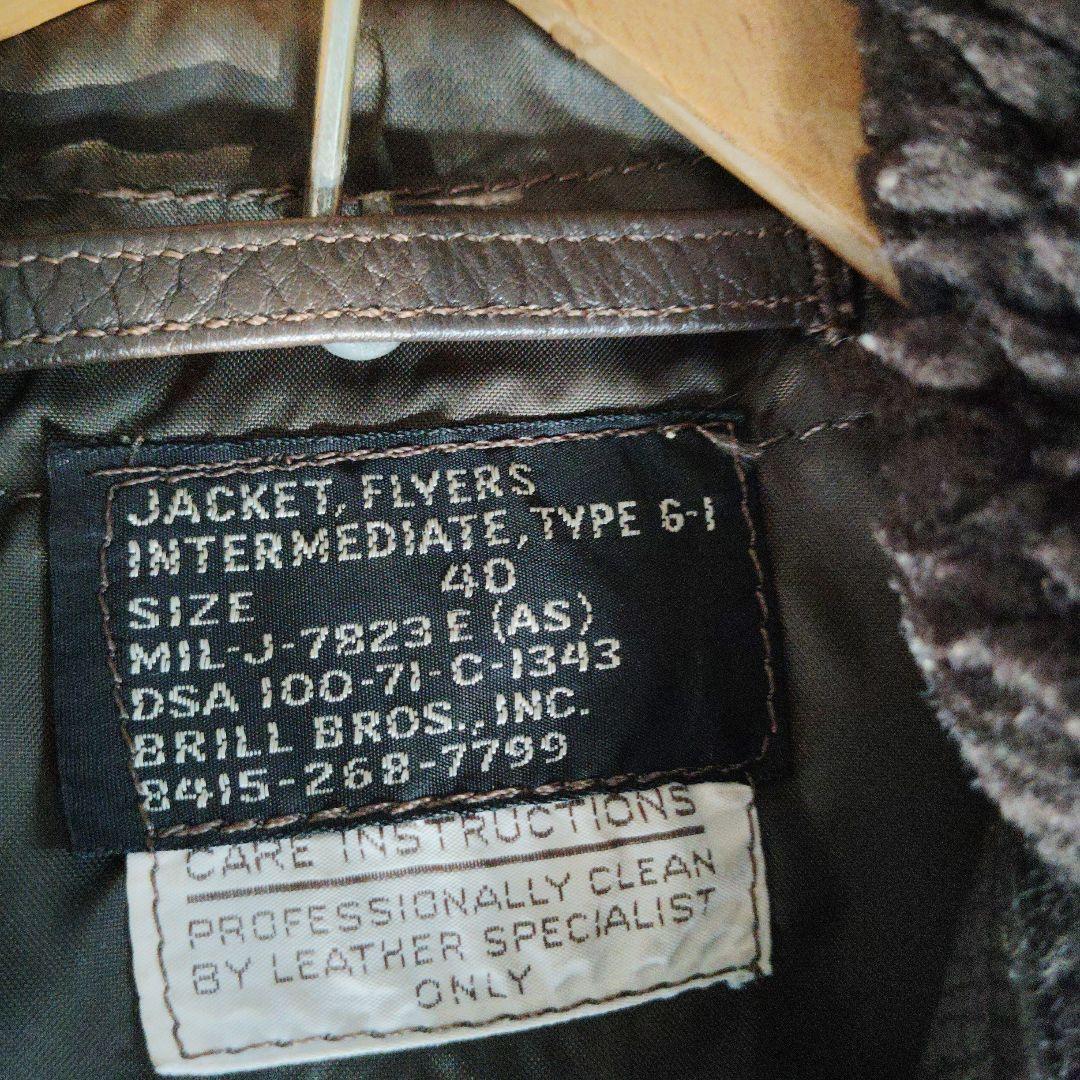 JACKET, FLYERS
INTERMEDIATE, TYPE G-1
SIZE 40
MIL-J-7823 E (AS)
DSA 100-71-C-1343
BRILL BROS., INC.
8415-268-7799
CARE INSTRUCTIONS
PROFESSIONALLY CLEAN
BY LEATHER SPECIALIST
ONLY